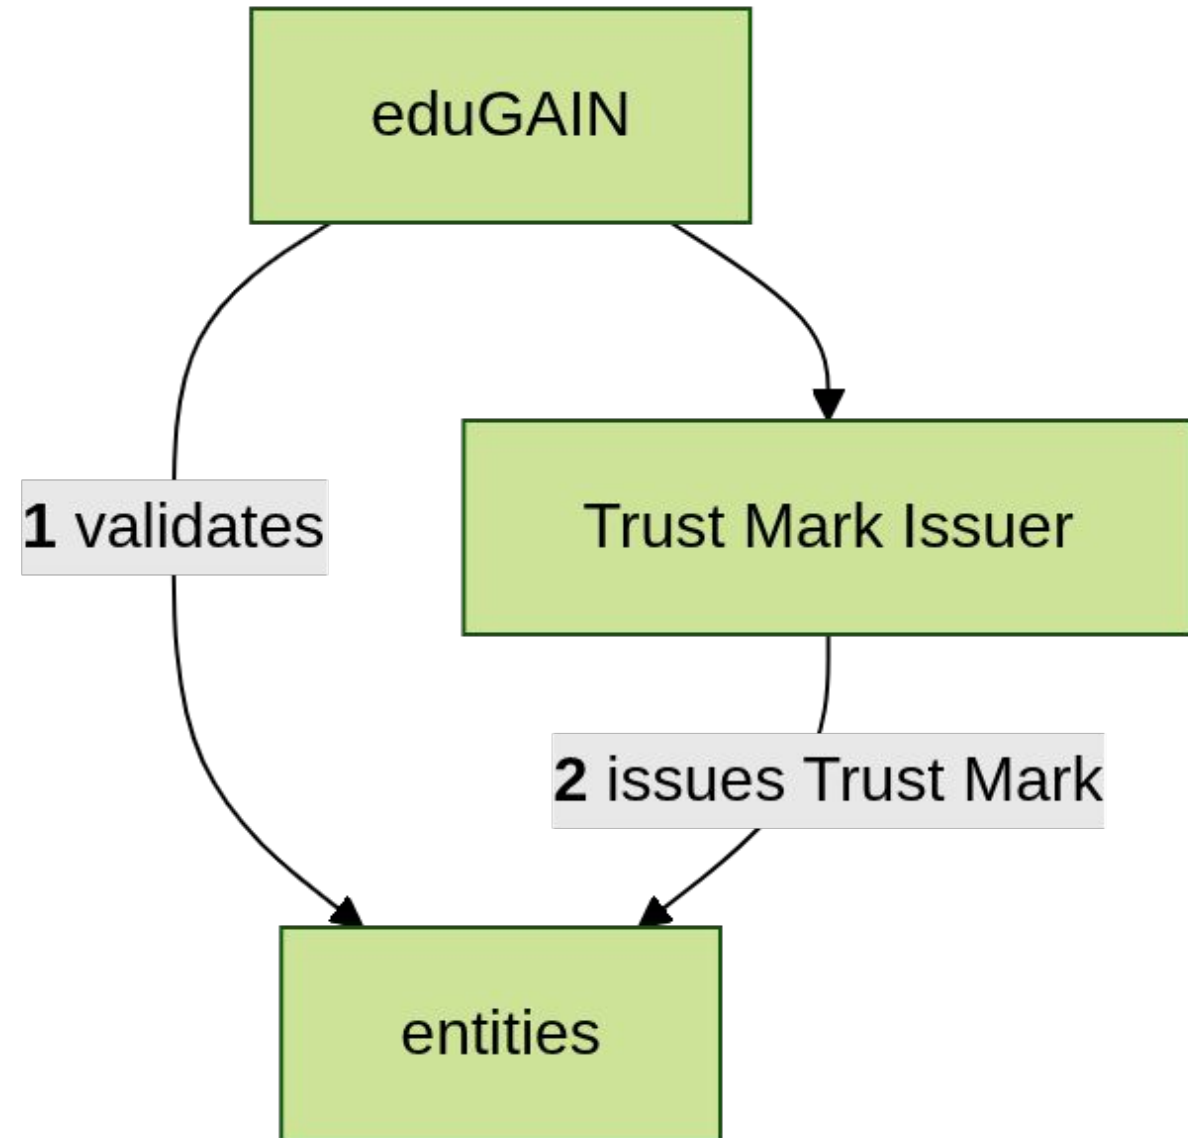 eduGAIN
1 validates
Trust Mark Issuer
2 issues Trust Mark
entities